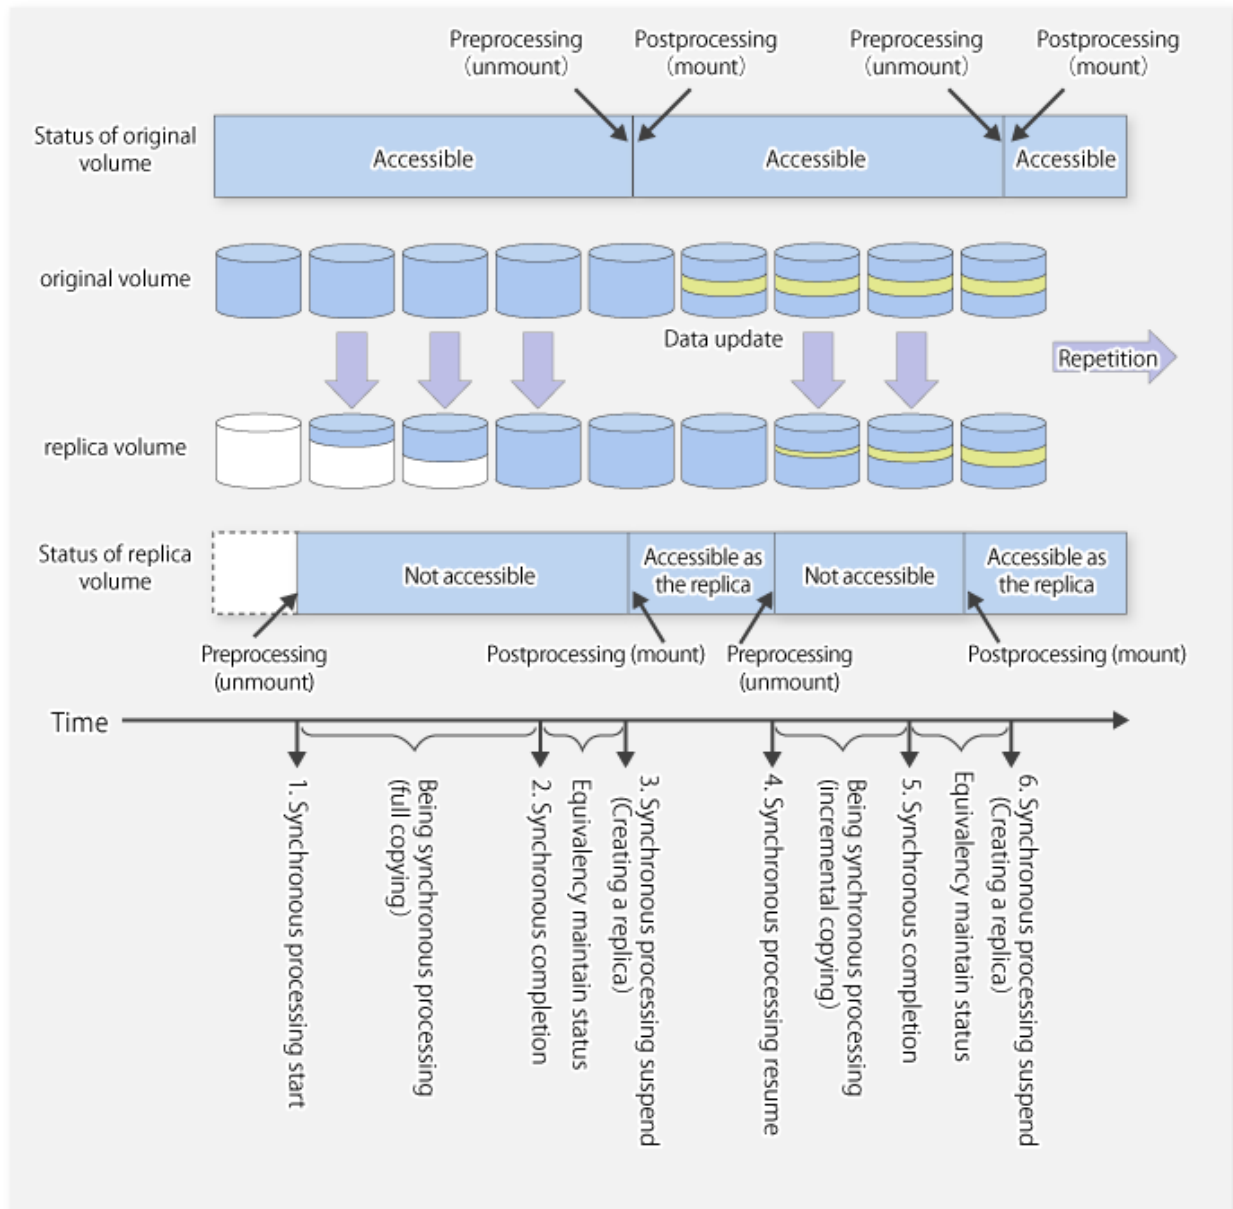 Preprocessing
(unmount)
Postprocessing
(mount)
Preprocessing
(unmount)
Postprocessing
(mount)
Status of original
volume
Accessible
Accessible
Accessible
original volume
Data update
Repetition
replica volume
Status of replica
volume
Not accessible
Accessible as
the replica
Not accessible
Accessible as
the replica
Preprocessing
(unmount)
Postprocessing (mount)
Preprocessing
(unmount)
Postprocessing (mount)
Time
1. Synchronous processing start
Being synchronous processing
(full copying)
2. Synchronous completion
Equivalency maintain status
3. Synchronous processing suspend
(Creating a replica)
4. Synchronous processing resume
Being synchronous processing
(incremental copying)
5. Synchronous completion
Equivalency maintain status
6. Synchronous processing suspend
(Creating a replica)